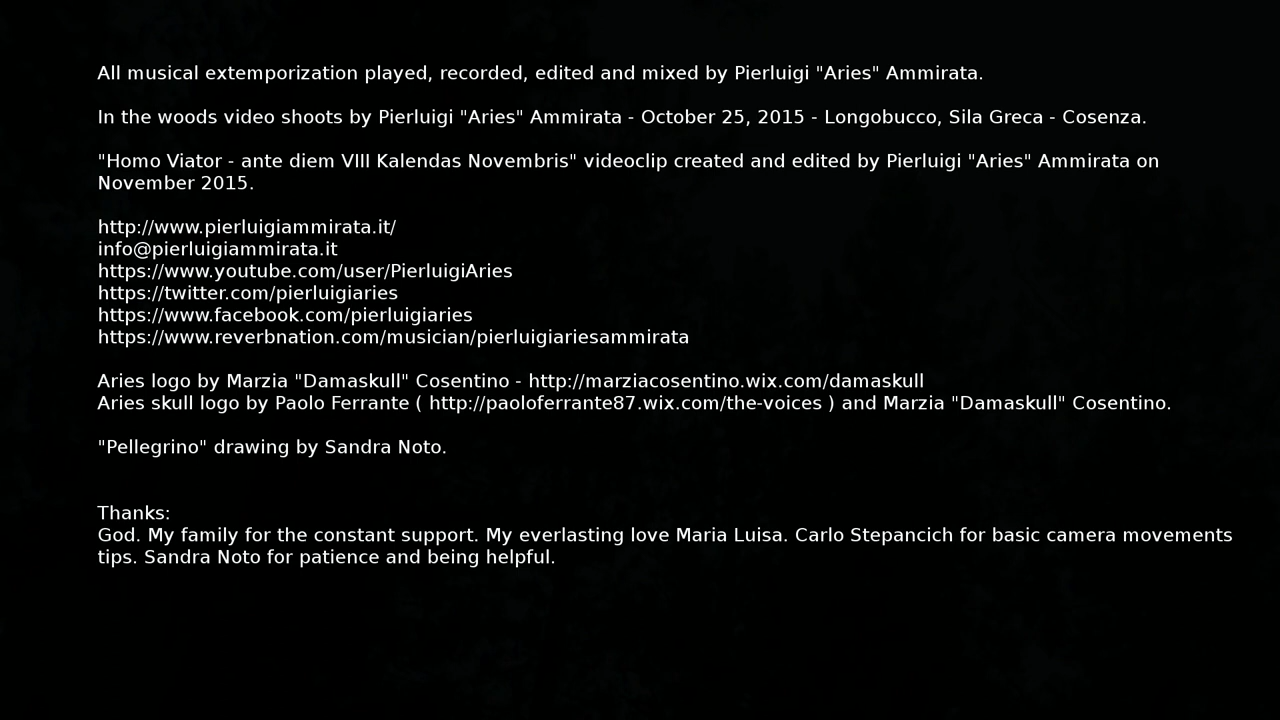 All musical extemporization played, recorded, edited and mixed by Pierluigi "Aries" Ammirata.
In the woods video shoots by Pierluigi "Aries" Ammirata - October 25, 2015 - Longobucco, Sila Greca - Cosenza.
"Homo Viator - ante diem VIII Kalendas Novembris" videoclip created and edited by Pierluigi "Aries" Ammirata on
November 2015.
http://www.pierluigiammirata.it/
info@pierluigiammirata.it
https://www.youtube.com/user/PierluigiAries
https://twitter.com/pierluigiaries
https://www.facebook.com/pierluigiaries
https://www.reverbnation.com/musician/pierluigiariesammirata
Aries logo by Marzia "Damaskull" Cosentino - http://marziacosentino.wix.com/damaskull
Aries skull logo by Paolo Ferrante ( http://paoloferrante87.wix.com/the-voices ) and Marzia "Damaskull" Cosentino.
"Pellegrino" drawing by Sandra Noto.
Thanks:
God. My family for the constant support. My everlasting love Maria Luisa. Carlo Stepancich for basic camera movements
tips. Sandra Noto for patience and being helpful.